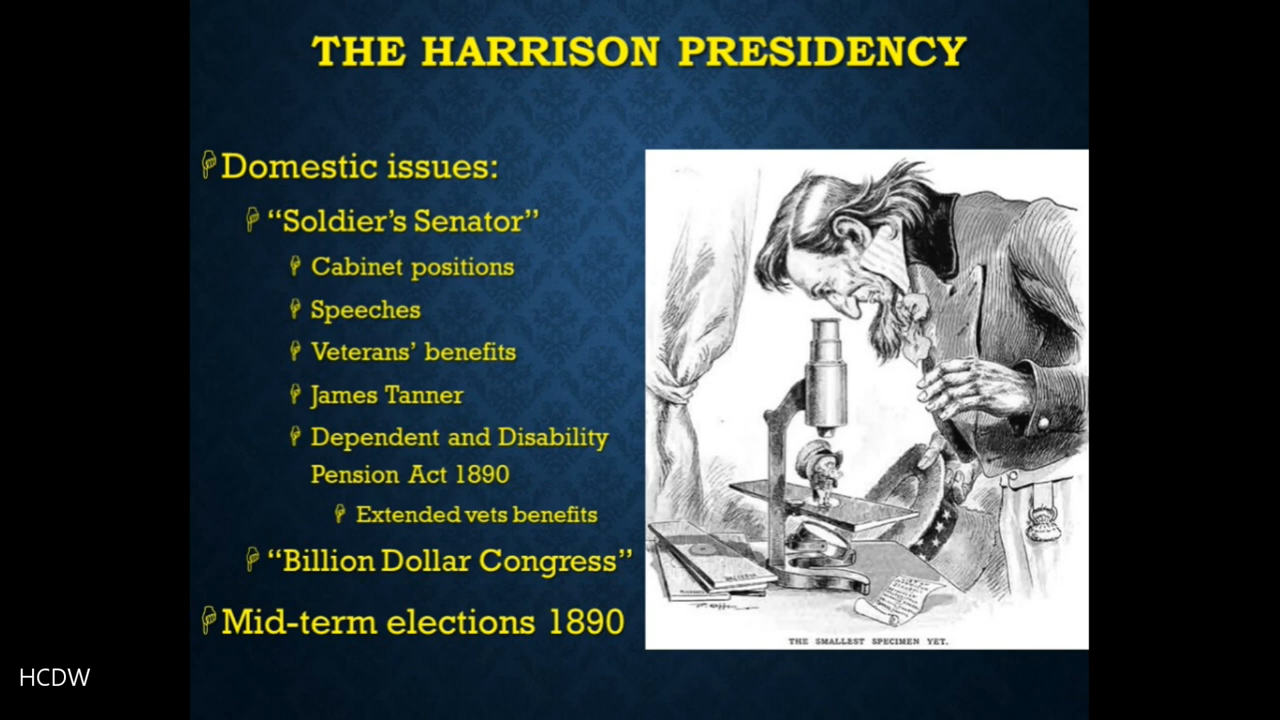 THE HARRISON PRESIDENCY
Domestic issues:
“Soldier’s Senator”
Cabinet positions
Speeches
Veterans’ benefits
James Tanner
Dependent and Disability
Pension Act 1890
Extended vets benefits
“Billion Dollar Congress”
Mid-term elections 1890
THE SMALLEST SPECIMEN YET.
HCDW